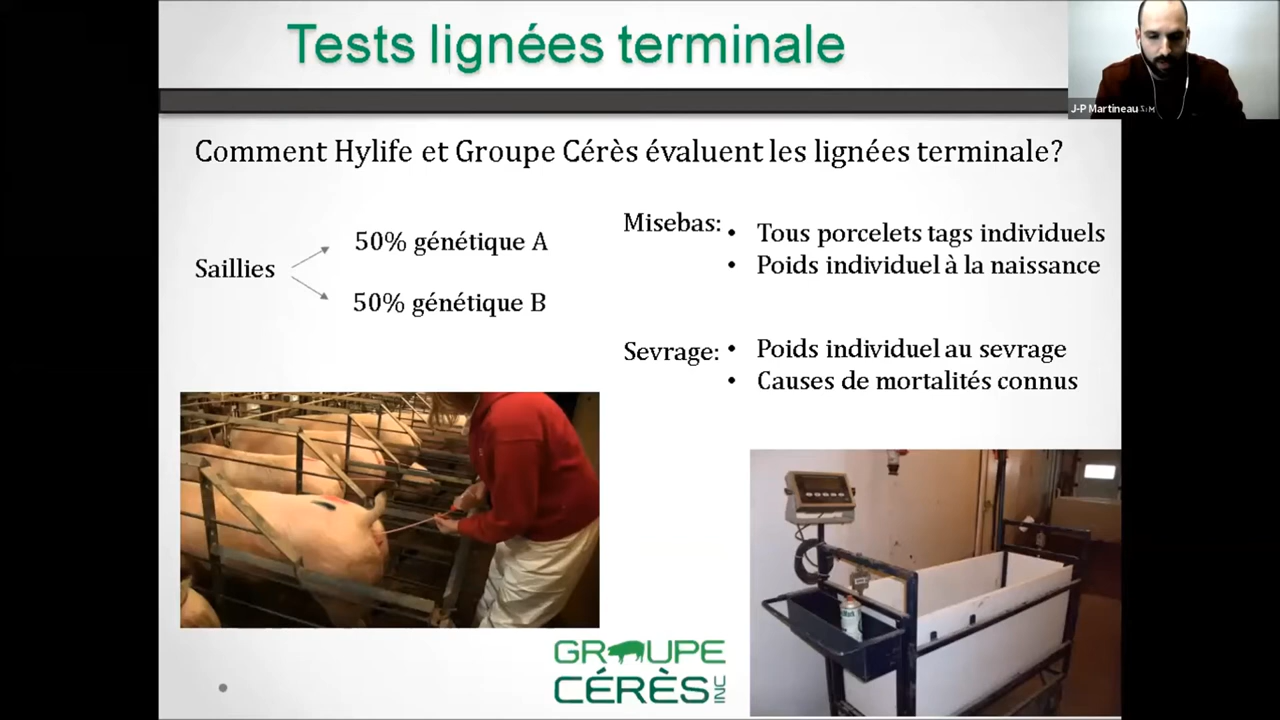 Tests lignées terminale
J-P Martineau
Comment Hylife et Groupe Cérès évaluent les lignées terminale?
Saillies
50% génétique A
50% génétique B
Misebas:
• Tous porcelets tags individuels
• Poids individuel à la naissance
Sevrage:
• Poids individuel au sevrage
• Causes de mortalités connus
GROUPE
CÉRÈS INC